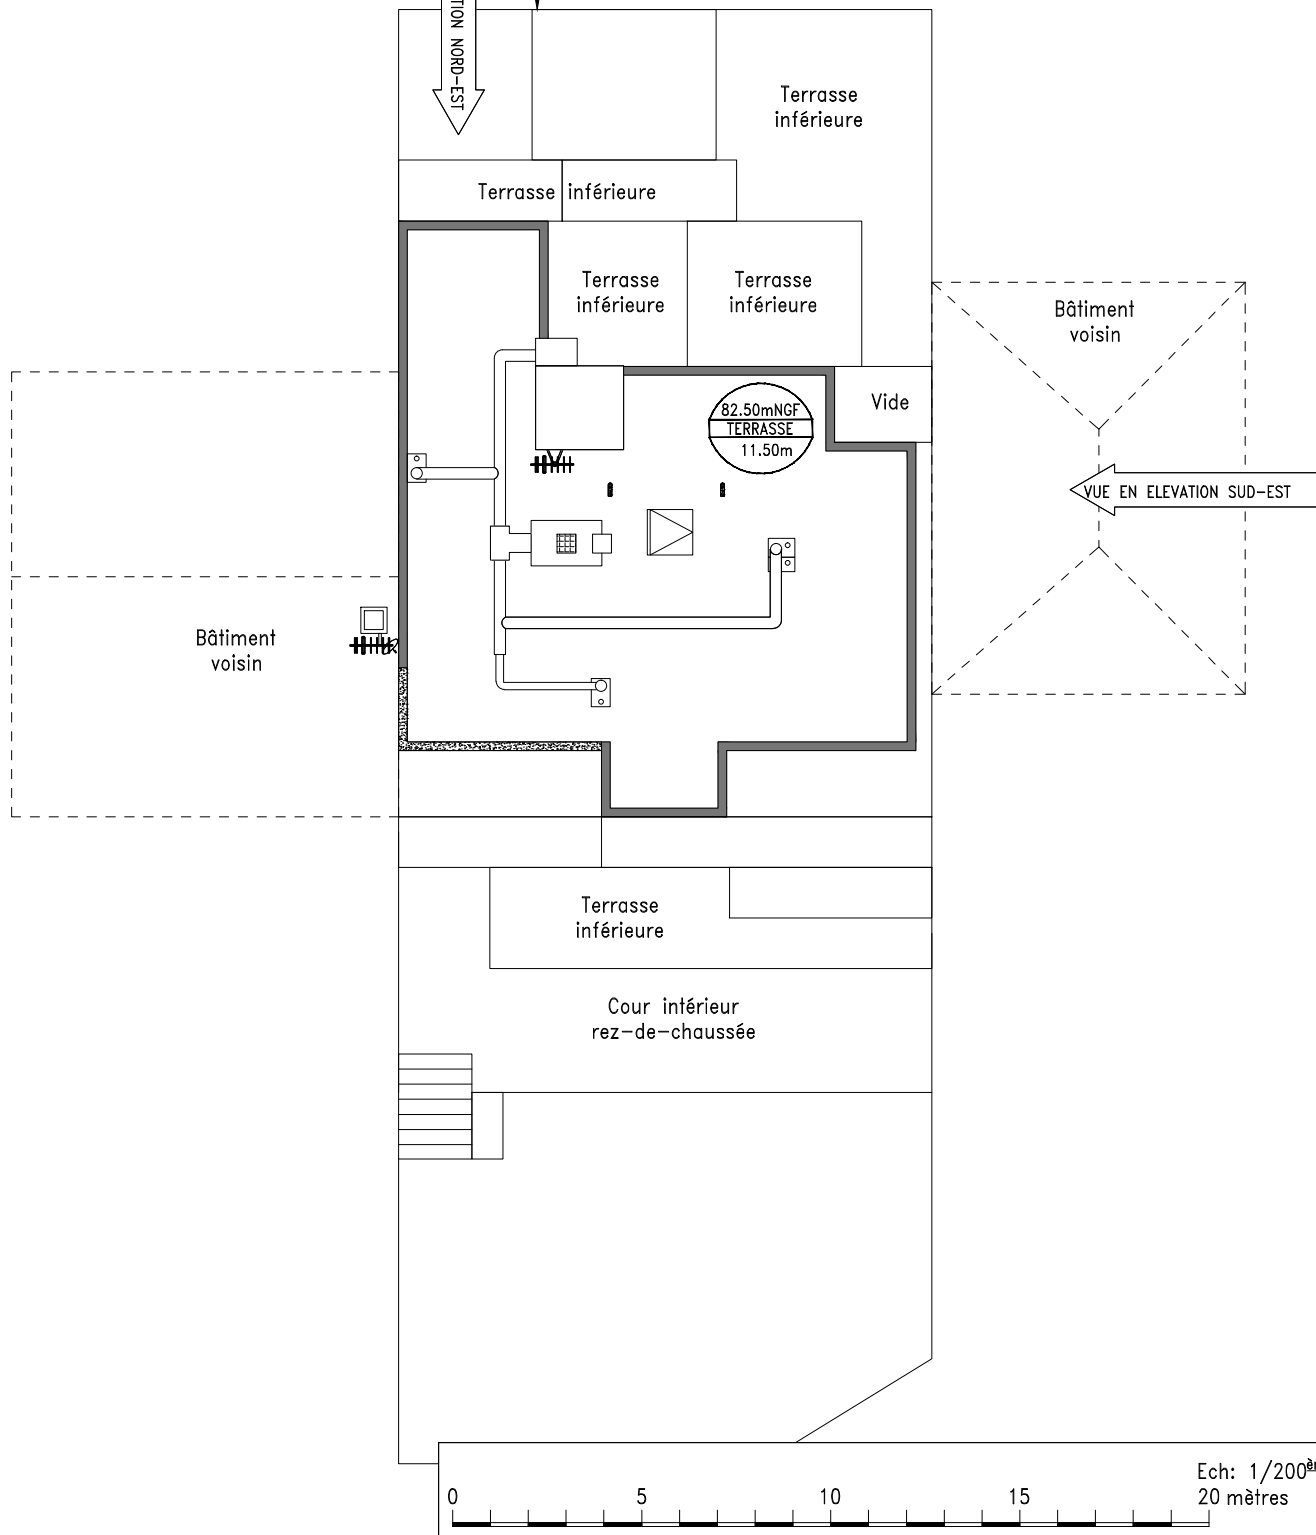 TION NORD-EST
Terrasse
inférieure
Terrasse inférieure
Terrasse
inférieure
Terrasse
inférieure
Bâtiment
voisin
Vide
82.50mNGF
TERRASSE
11.50m
VUE EN ELEVATION SUD-EST
Bâtiment
voisin
Terrasse
inférieure
Cour intérieur
rez-de-chaussée
Ech: 1/200
0 5 10 15 20 mètres